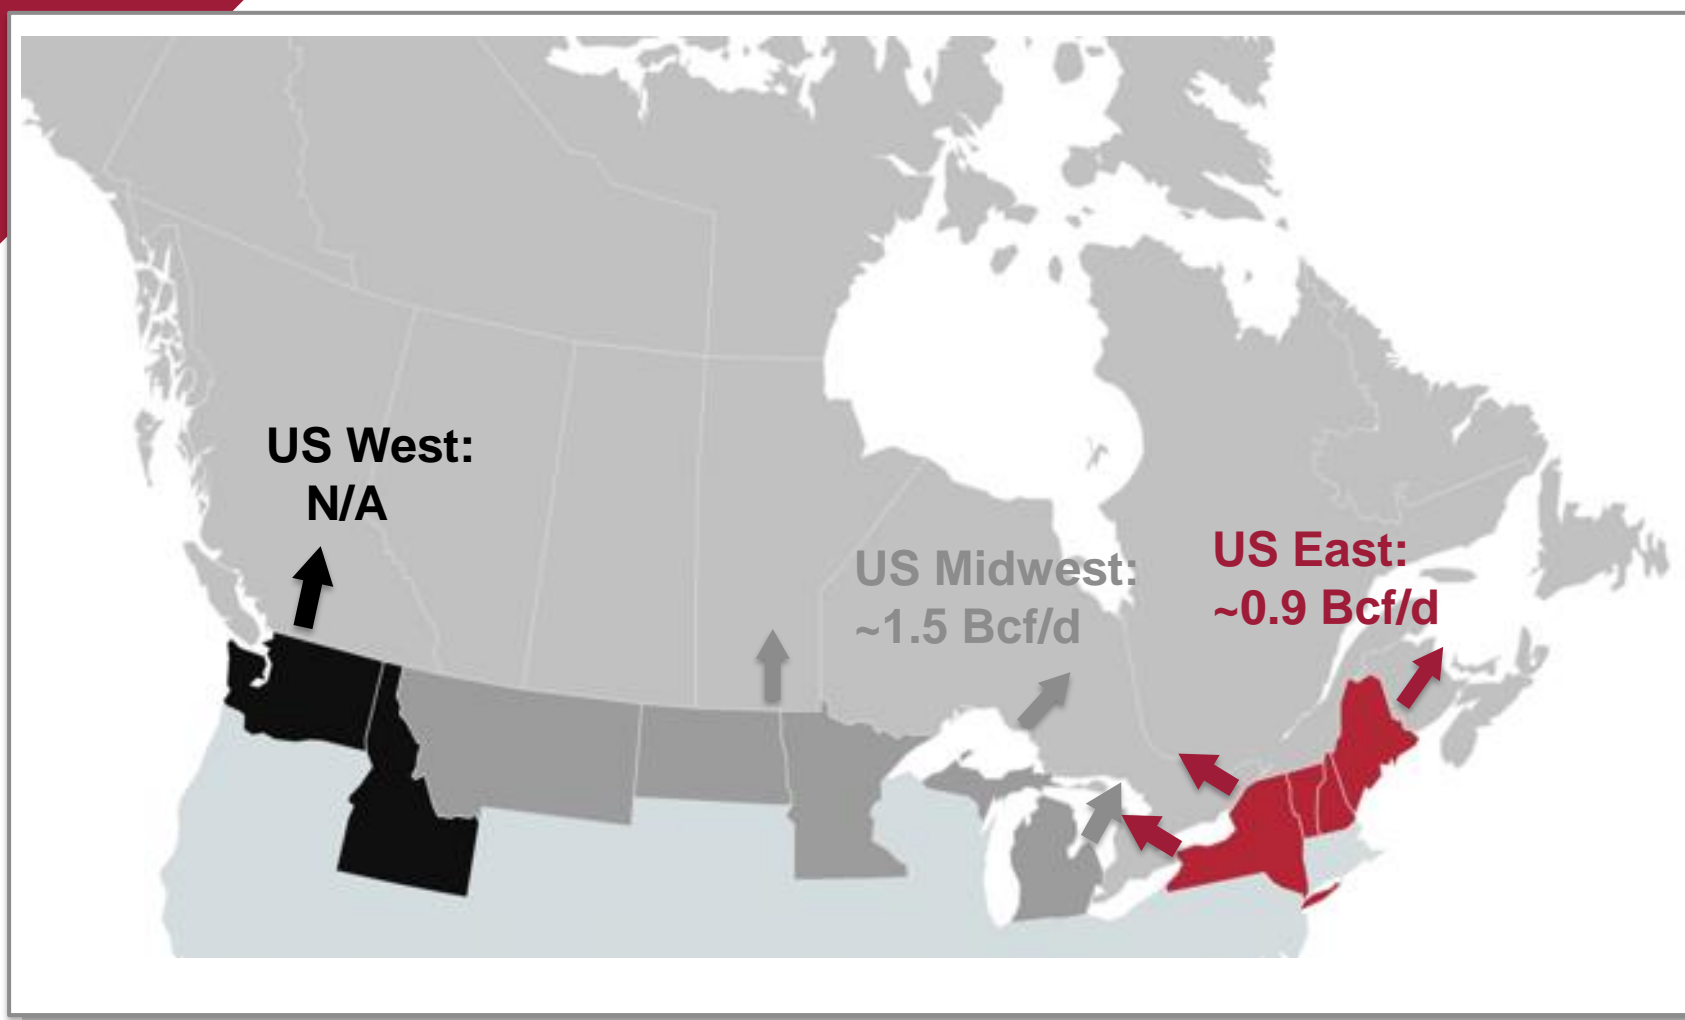 US West:
N/A
US Midwest:
~1.5 Bcf/d
US East:
~0.9 Bcf/d